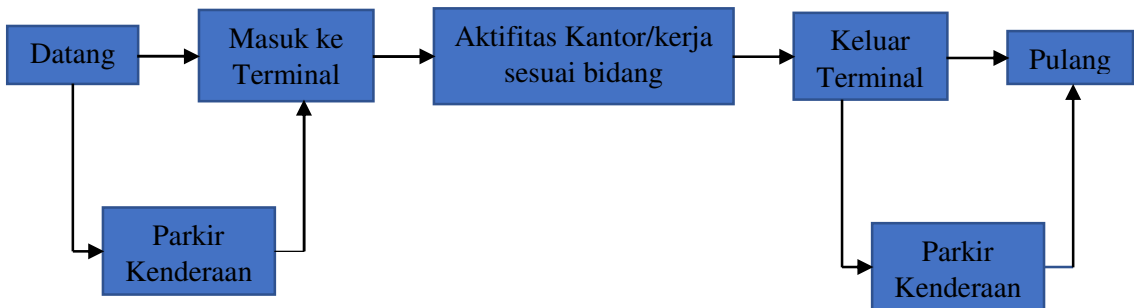 Datang
Masuk ke
Terminal
Aktifitas Kantor/kerja
sesuai bidang
Keluar
Terminal
Pulang
Parkir
Kenderaan
Parkir
Kenderaan